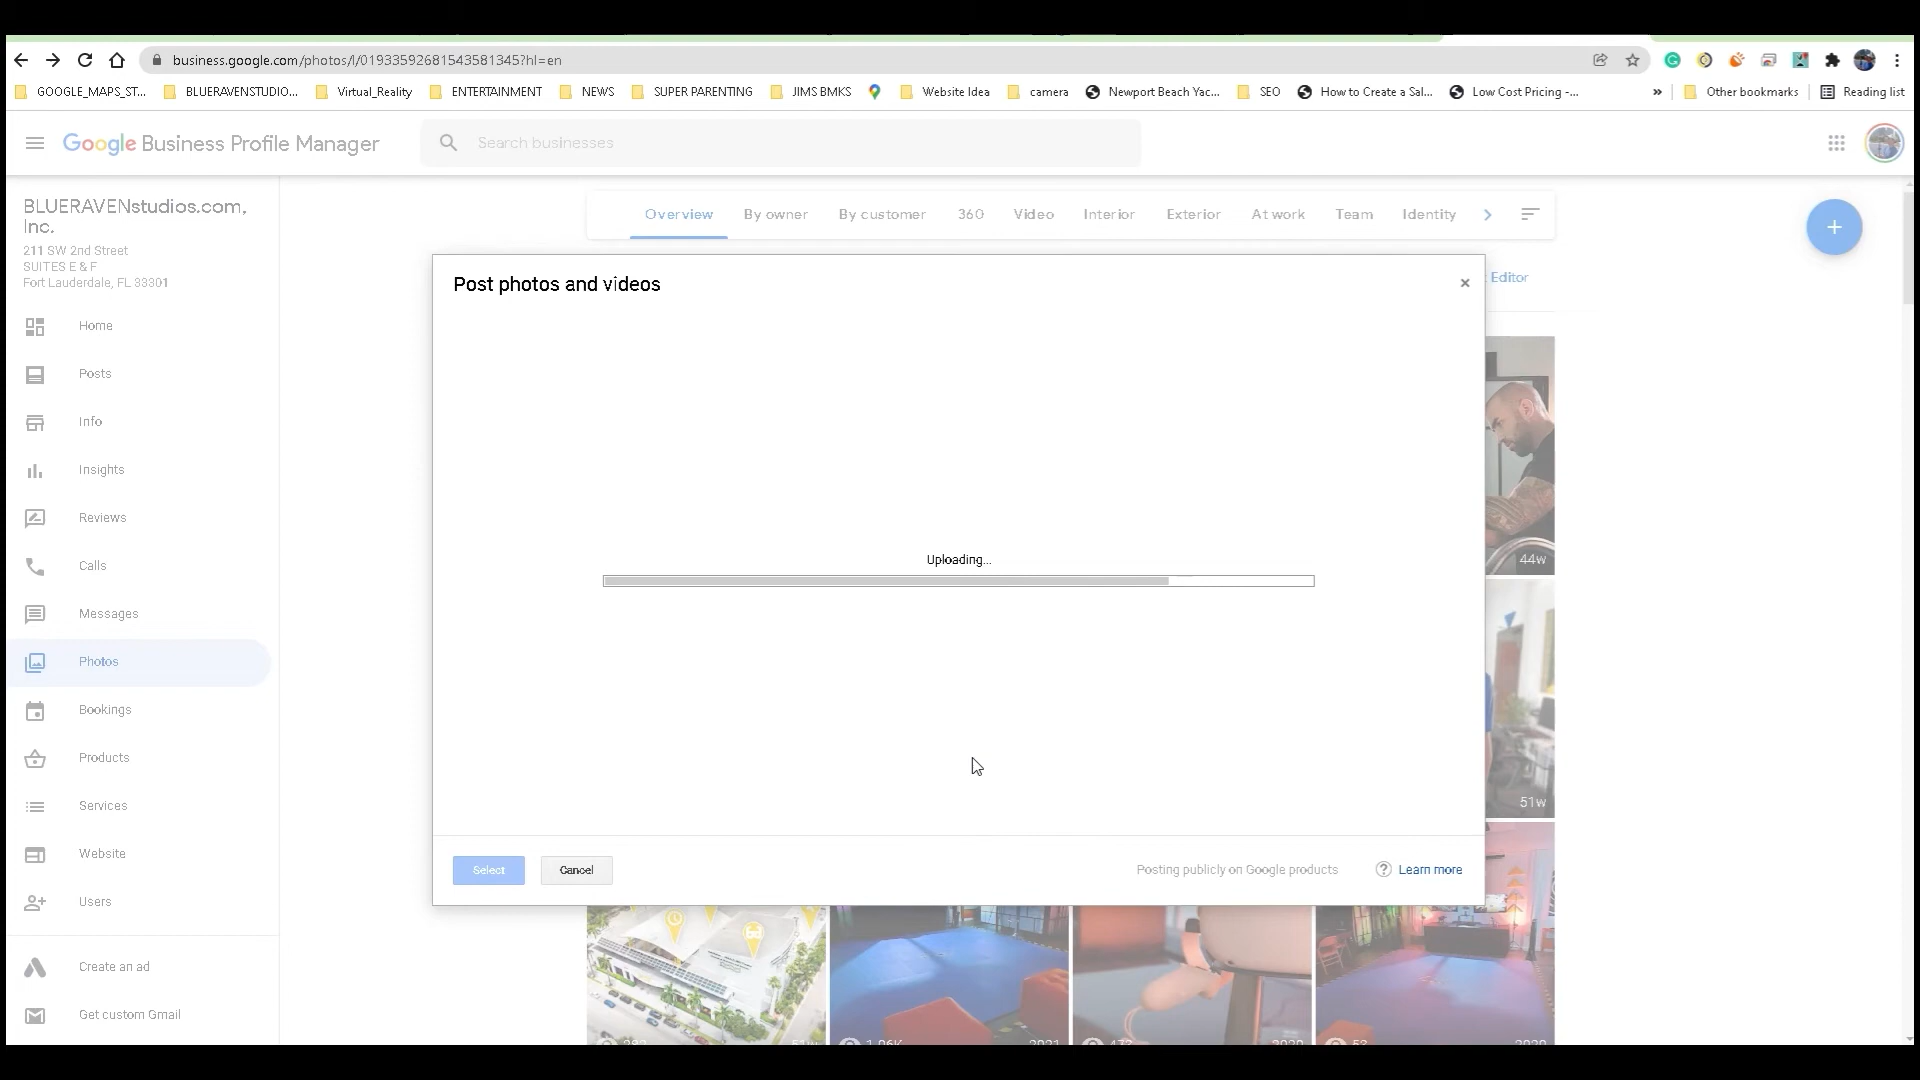 business.google.com/photos/l/01933592681543581345?hl=en
GOOGLE_MAPS_ST...
BLUERAVENSTUDIO...
Virtual_Reality
ENTERTAINMENT
NEWS
SUPER PARENTING
JIMS BMKS
Website Idea
camera
Newport Beach Yac...
SEO
How to Create a Sal...
Low Cost Pricing -...
»
Other bookmarks
Reading list
Google Business Profile Manager
Search businesses
BLUERAVENstudios.com,
Inc.
211 SW 2nd Street
SUITES E & F
Fort Lauderdale, FL 33301
Home
Posts
Info
Insights
Reviews
Calls
Messages
Photos
Bookings
Products
Services
Website
Users
Create an ad
Get custom Gmail
Overview
By owner
By customer
360
Video
Interior
Exterior
At work
Team
Identity
Editor
Post photos and videos
Uploading...
Select
Cancel
Posting publicly on Google products
Learn more
44w
51w